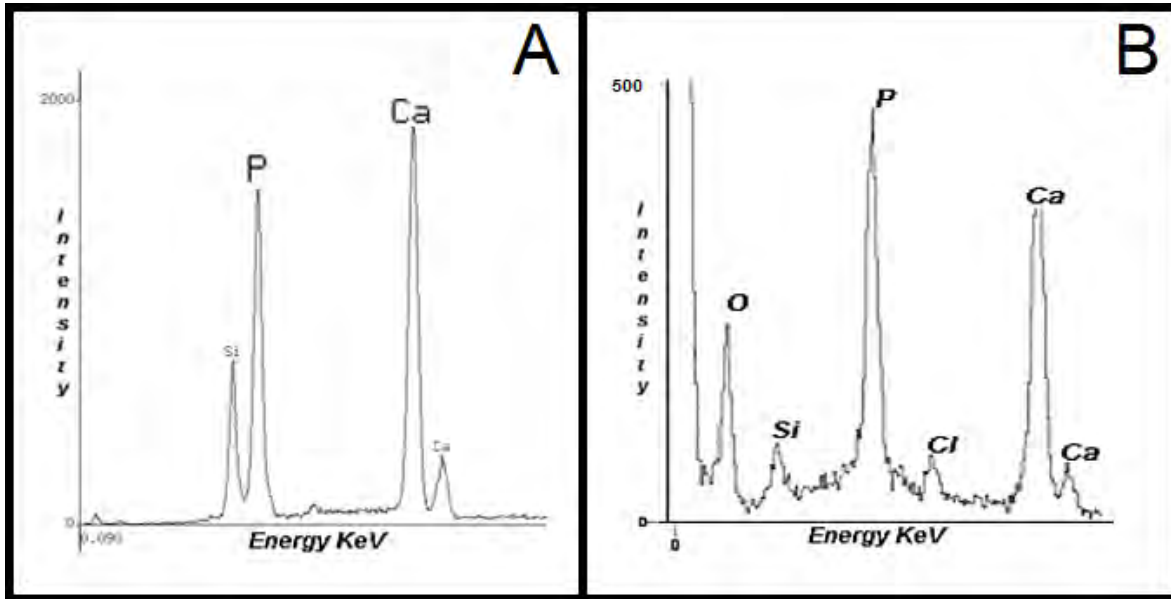 A
2000
Ca
P
Si
Ca
Intensity
0
0.090
Energy KeV
B
500
P
Ca
O
Si
Cl
Ca
Intensity
0
0
Energy KeV